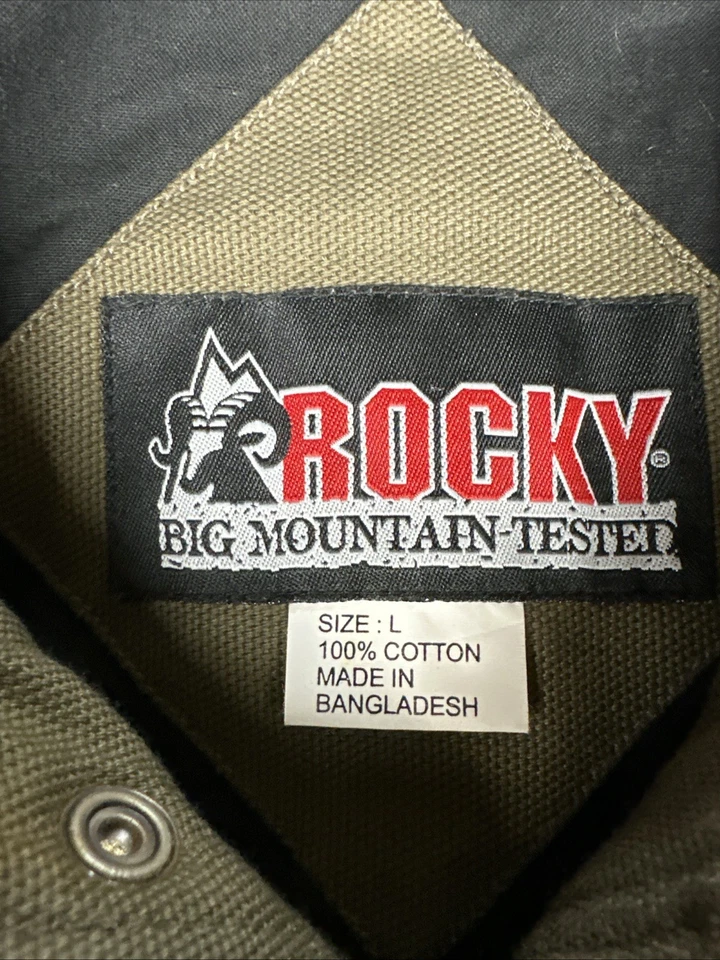 ROCKY®
BIG MOUNTAIN-TESTED
SIZE : L
100% COTTON
MADE IN
BANGLADESH